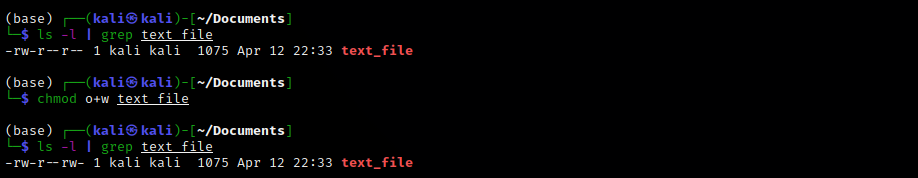 (base) ┌──(kali㉿kali)-[~/Documents]
└─$ ls -l | grep text_file
-rw-r--r-- 1 kali kali  1075 Apr 12 22:33 text_file
(base) ┌──(kali㉿kali)-[~/Documents]
└─$ chmod o+w text_file
(base) ┌──(kali㉿kali)-[~/Documents]
└─$ ls -l | grep text_file
-rw-r--rw- 1 kali kali  1075 Apr 12 22:33 text_file